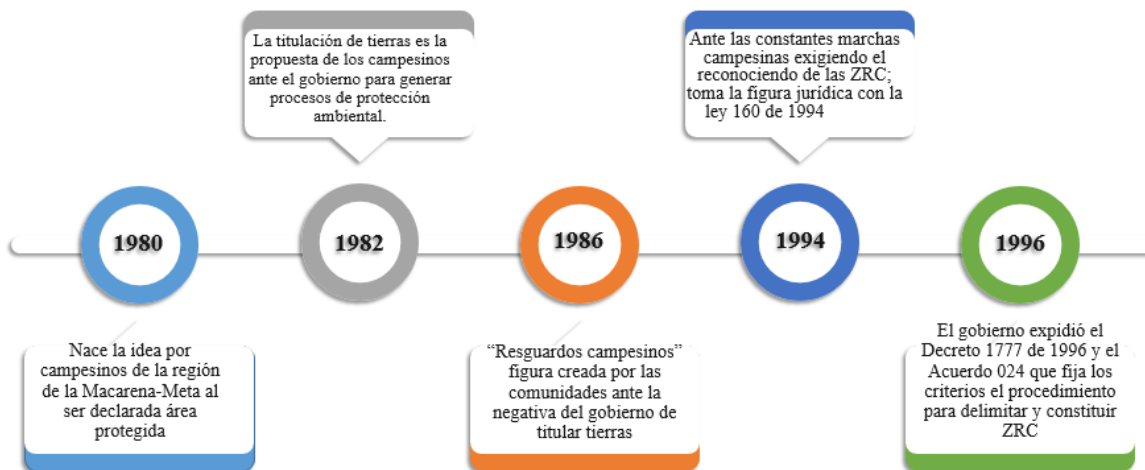 La titulación de tierras es la
propuesta de los campesinos
ante el gobierno para generar
procesos de protección
ambiental.
Ante las constantes marchas
campesinas exigiendo el
reconociendo de las ZRC;
toma la figura jurídica con la
ley 160 de 1994
1980
1982
1986
1994
1996
Nace la idea por
campesinos de la región
de la Macarena-Meta al
ser declarada área
protegida
“Resguardos campesinos”
figura creada por las
comunidades ante la
negativa del gobierno de
titular tierras
El gobierno expidió el
Decreto 1777 de 1996 y el
Acuerdo 024 que fija los
criterios el procedimiento
para delimitar y constituir
ZRC